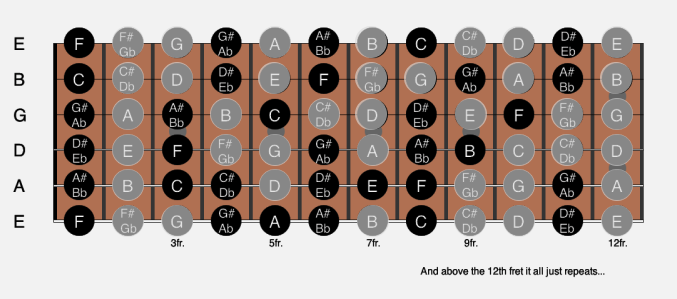 E F F# Gb G G# Ab A A# Bb B C C# Db D D# Eb E
B C C# Db D D# Eb E F F# Gb G G# Ab A A# Bb B
G G# Ab A A# Bb B C C# Db D D# Eb E F F# Gb G
D D# Eb E F F# Gb G G# Ab A A# Bb B C C# Db D
A A# Bb B C C# Db D D# Eb E F F# Gb G G# Ab A
E F F# Gb G G# Ab A A# Bb B C C# Db D D# Eb E
3fr. 5fr. 7fr. 9fr. 12fr.
And above the 12th fret it all just repeats...